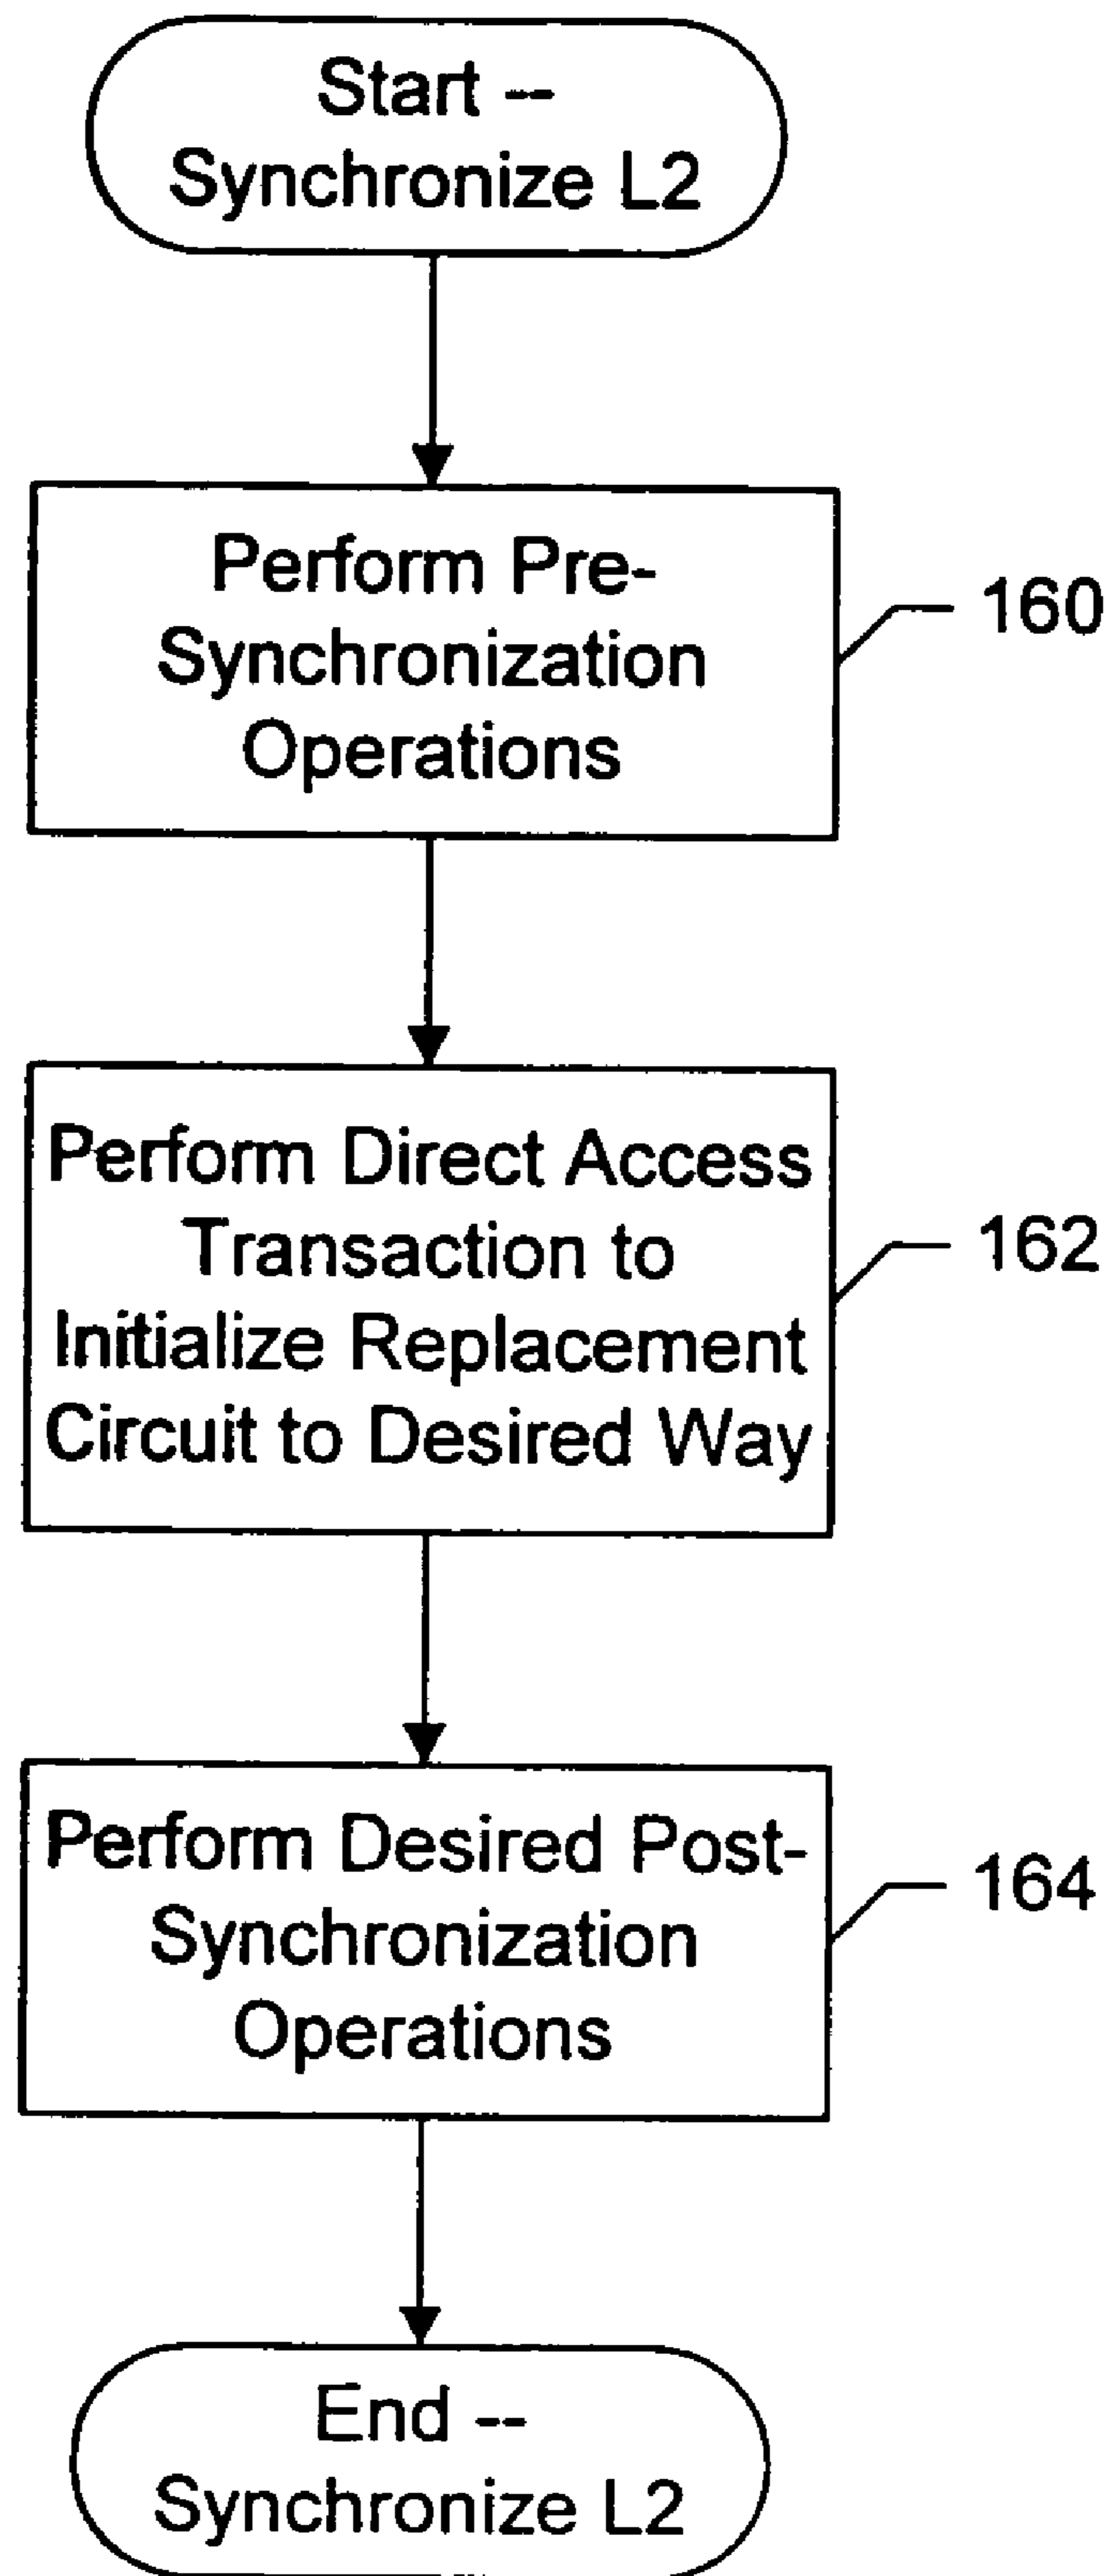 Start --
Synchronize L2
Perform Pre-
Synchronization
Operations
160
Perform Direct Access
Transaction to
Initialize Replacement
Circuit to Desired Way
162
Perform Desired Post-
Synchronization
Operations
164
End --
Synchronize L2